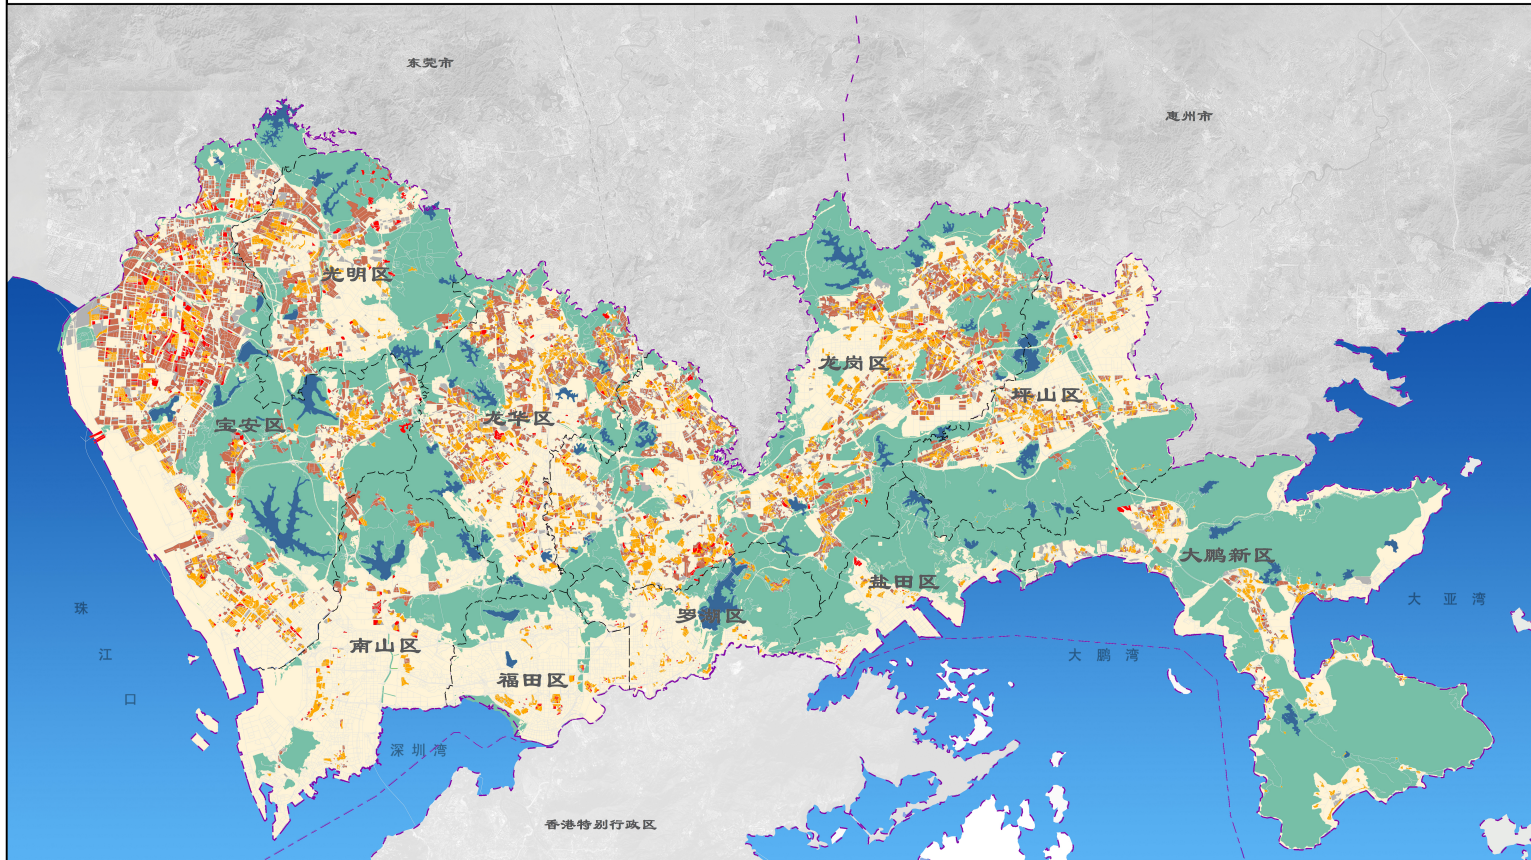 东莞市
惠州市
光明区
龙岗区
坪山区
宝安区
龙华区
大鹏新区
盐田区
大亚湾
珠
江
口
罗湖区
南山区
大鹏湾
福田区
深圳湾
香港特别行政区